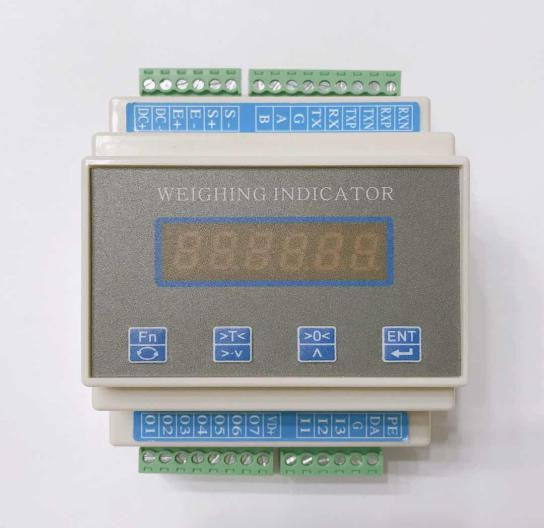 DC+ DC- E+ E- S+ S- B A G TX RX TXP TXN RXP RXN
WEIGHING INDICATOR
Fn >T< >0< ENT
>·∨ ∧
O1 O2 O3 O4 O5 O6 O7 VD+ I1 I2 I3 G DA PE